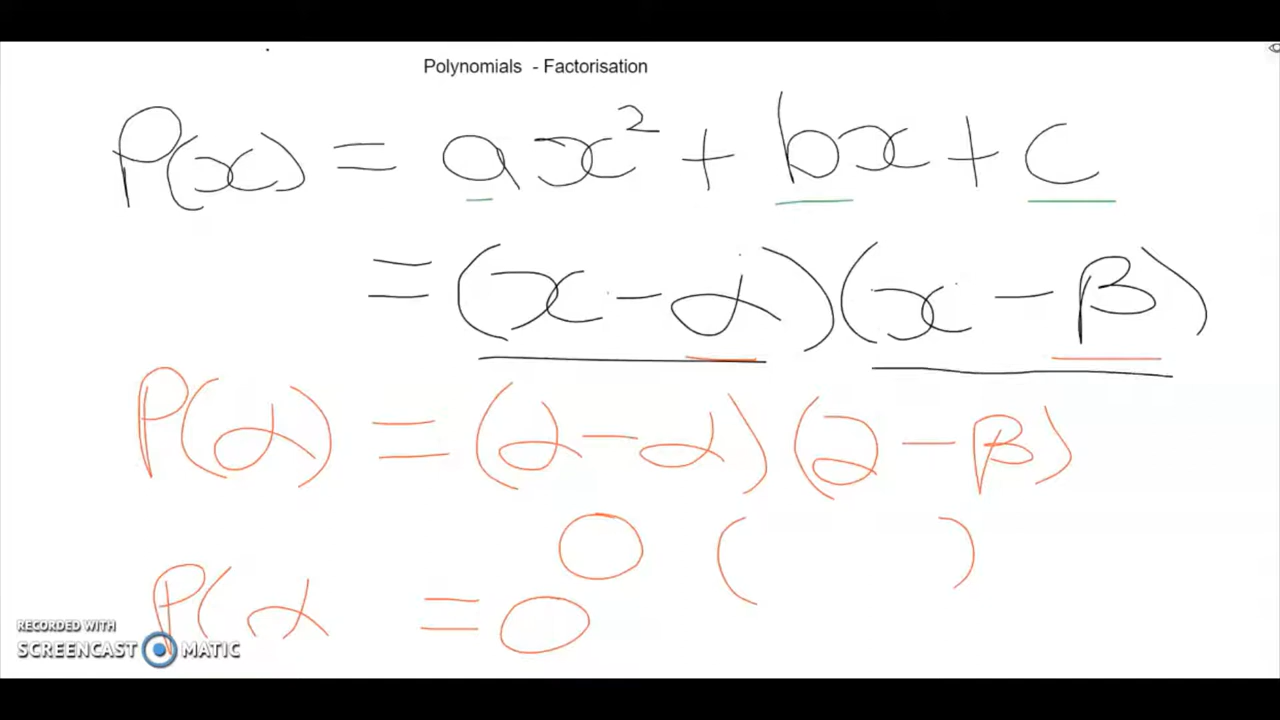 Polynomials - Factorisation
P(x) = ax² + bx + c
= (x - α)(x - β)
P(α) = (α - α)(α - β)
0 ( )
P(α = 0
RECORDED WITH
SCREENCAST MATIC